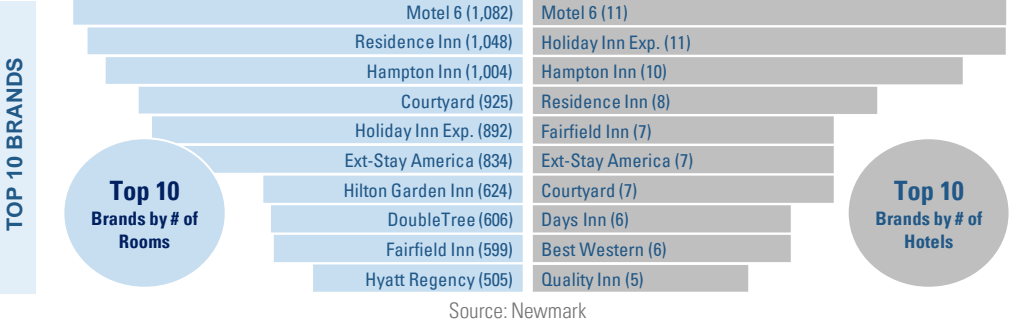 TOP 10 BRANDS
Motel 6 (1,082)
Residence Inn (1,048)
Hampton Inn (1,004)
Courtyard (925)
Holiday Inn Exp. (892)
Ext-Stay America (834)
Hilton Garden Inn (624)
DoubleTree (606)
Fairfield Inn (599)
Hyatt Regency (505)
Top 10
Brands by # of
Rooms
Motel 6 (11)
Holiday Inn Exp. (11)
Hampton Inn (10)
Residence Inn (8)
Fairfield Inn (7)
Ext-Stay America (7)
Courtyard (7)
Days Inn (6)
Best Western (6)
Quality Inn (5)
Top 10
Brands by # of
Hotels
Source: Newmark